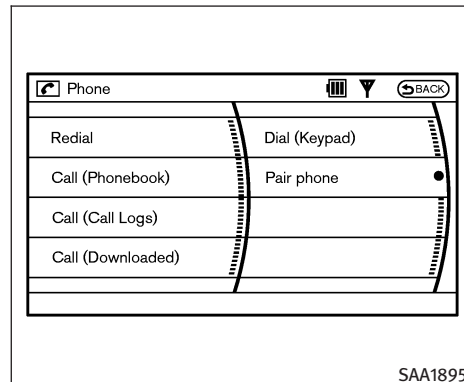 Phone
BACK
Redial
Dial (Keypad)
Call (Phonebook)
Pair phone
Call (Call Logs)
Call (Downloaded)
SAA1895